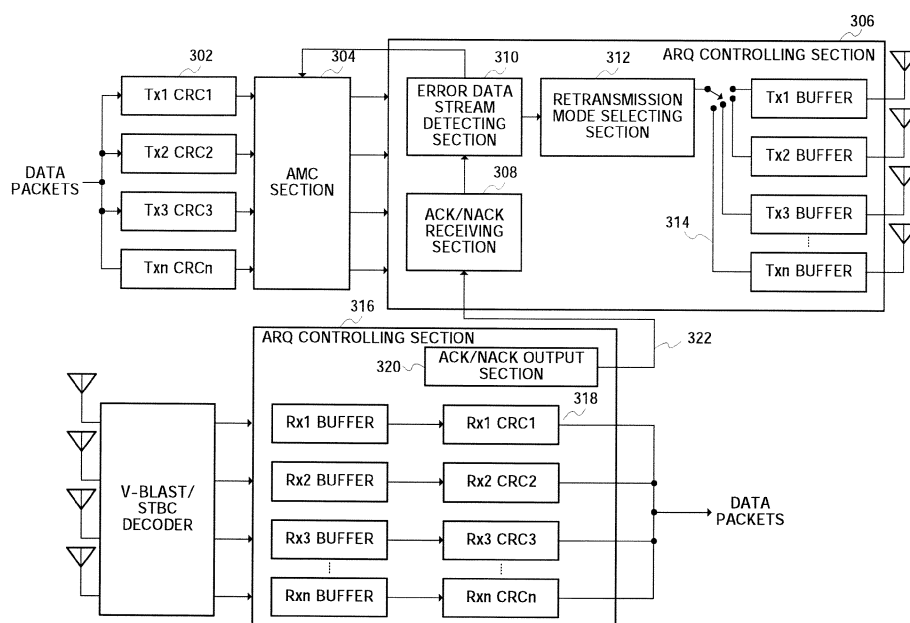 306
ARQ CONTROLLING SECTION
302
304
310
312
Tx1 CRC1
Tx2 CRC2
Tx3 CRC3
Txn CRCn
DATA
PACKETS
AMC
SECTION
ERROR DATA
STREAM
DETECTING
SECTION
RETRANSMISSION
MODE SELECTING
SECTION
308
ACK/NACK
RECEIVING
SECTION
314
Tx1 BUFFER
Tx2 BUFFER
Tx3 BUFFER
Txn BUFFER
316
ARQ CONTROLLING SECTION
320
ACK/NACK OUTPUT
SECTION
322
318
V-BLAST/
STBC
DECODER
Rx1 BUFFER
Rx1 CRC1
Rx2 BUFFER
Rx2 CRC2
Rx3 BUFFER
Rx3 CRC3
Rxn BUFFER
Rxn CRCn
DATA
PACKETS